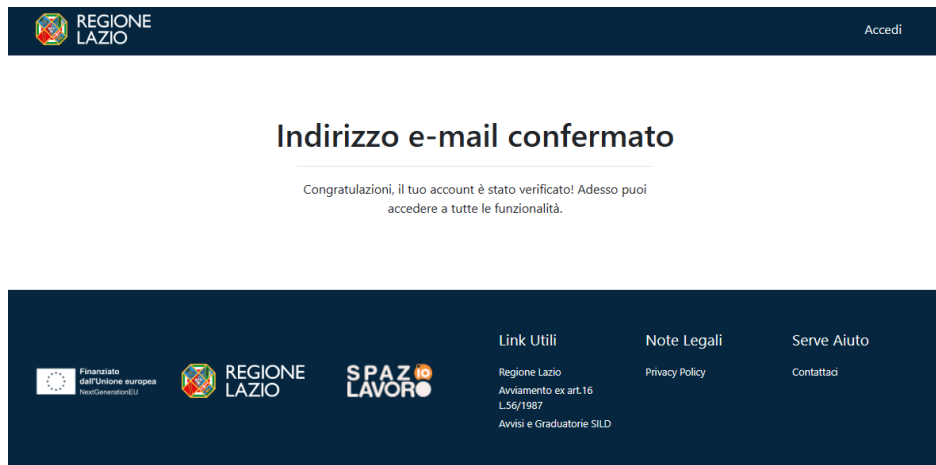 REGIONE
LAZIO
Accedi
Indirizzo e-mail confermato
Congratulazioni, il tuo account è stato verificato! Adesso puoi
accedere a tutte le funzionalità.
Finanziato
dall'Unione europea
NextGenerationEU
REGIONE
LAZIO
SPAZIO
LAVORO
Link Utili
Regione Lazio
Avviamento ex art.16
L.56/1987
Avvisi e Graduatorie SILD
Note Legali
Privacy Policy
Serve Aiuto
Contattaci